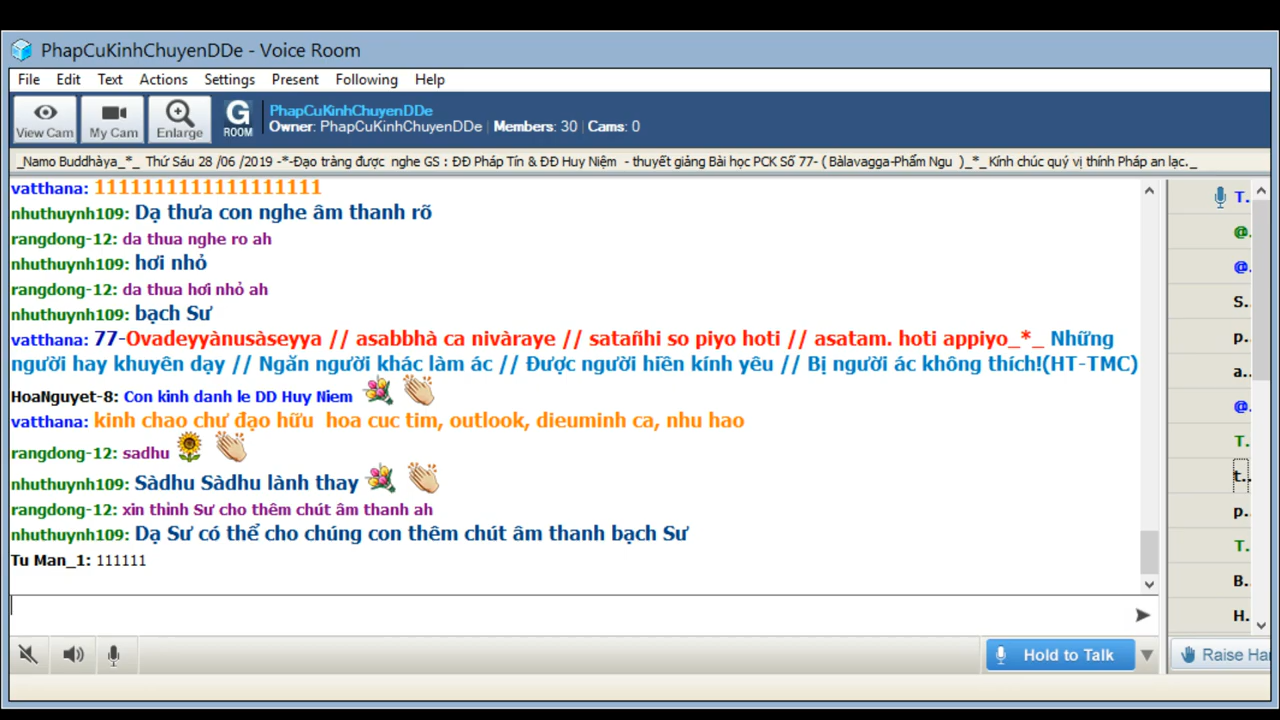 PhapCuKinhChuyenDDe - Voice Room
File Edit Text Actions Settings Present Following Help
View Cam My Cam Enlarge G ROOM
PhapCuKinhChuyenDDe
Owner: PhapCuKinhChuyenDDe | Members: 30 | Cams: 0
_Namo Buddhàya_*_ Thứ Sáu 28 /06 /2019 -*-Đạo tràng được nghe GS : ĐĐ Pháp Tín & ĐĐ Huy Niệm - thuyết giảng Bài học PCK Số 77- ( Bàlavagga-Phẩm Ngu )_*_Kính chúc quý vị thính Pháp an lạc._
vatthana: 1111111111111111111111
nhuthuynh109: Dạ thưa con nghe âm thanh rõ
rangdong-12: da thua nghe ro ah
nhuthuynh109: hơi nhỏ
rangdong-12: da thua hơi nhỏ ah
nhuthuynh109: bạch Sư
vatthana: 77-Ovadeyyànusàseyya // asabbhà ca nivàraye // satañhi so piyo hoti // asatam. hoti appiyo_*_ Những
người hay khuyên dạy // Ngăn người khác làm ác // Được người hiền kính yêu // Bị người ác không thích!(HT-TMC)
HoaNguyet-8: Con kinh danh le DD Huy Niem
vatthana: kinh chao chư đạo hữu hoa cuc tim, outlook, dieuminh ca, nhu hao
rangdong-12: sadhu
nhuthuynh109: Sàdhu Sàdhu lành thay
rangdong-12: xin thỉnh Sư cho thêm chút âm thanh ah
nhuthuynh109: Dạ Sư có thể cho chúng con thêm chút âm thanh bạch Sư
Tu Man_1: 111111
T.
@.
@.
S.
p.
a..
@.
T.
t..
p.
T.
B.
H.
Hold to Talk
Raise Han